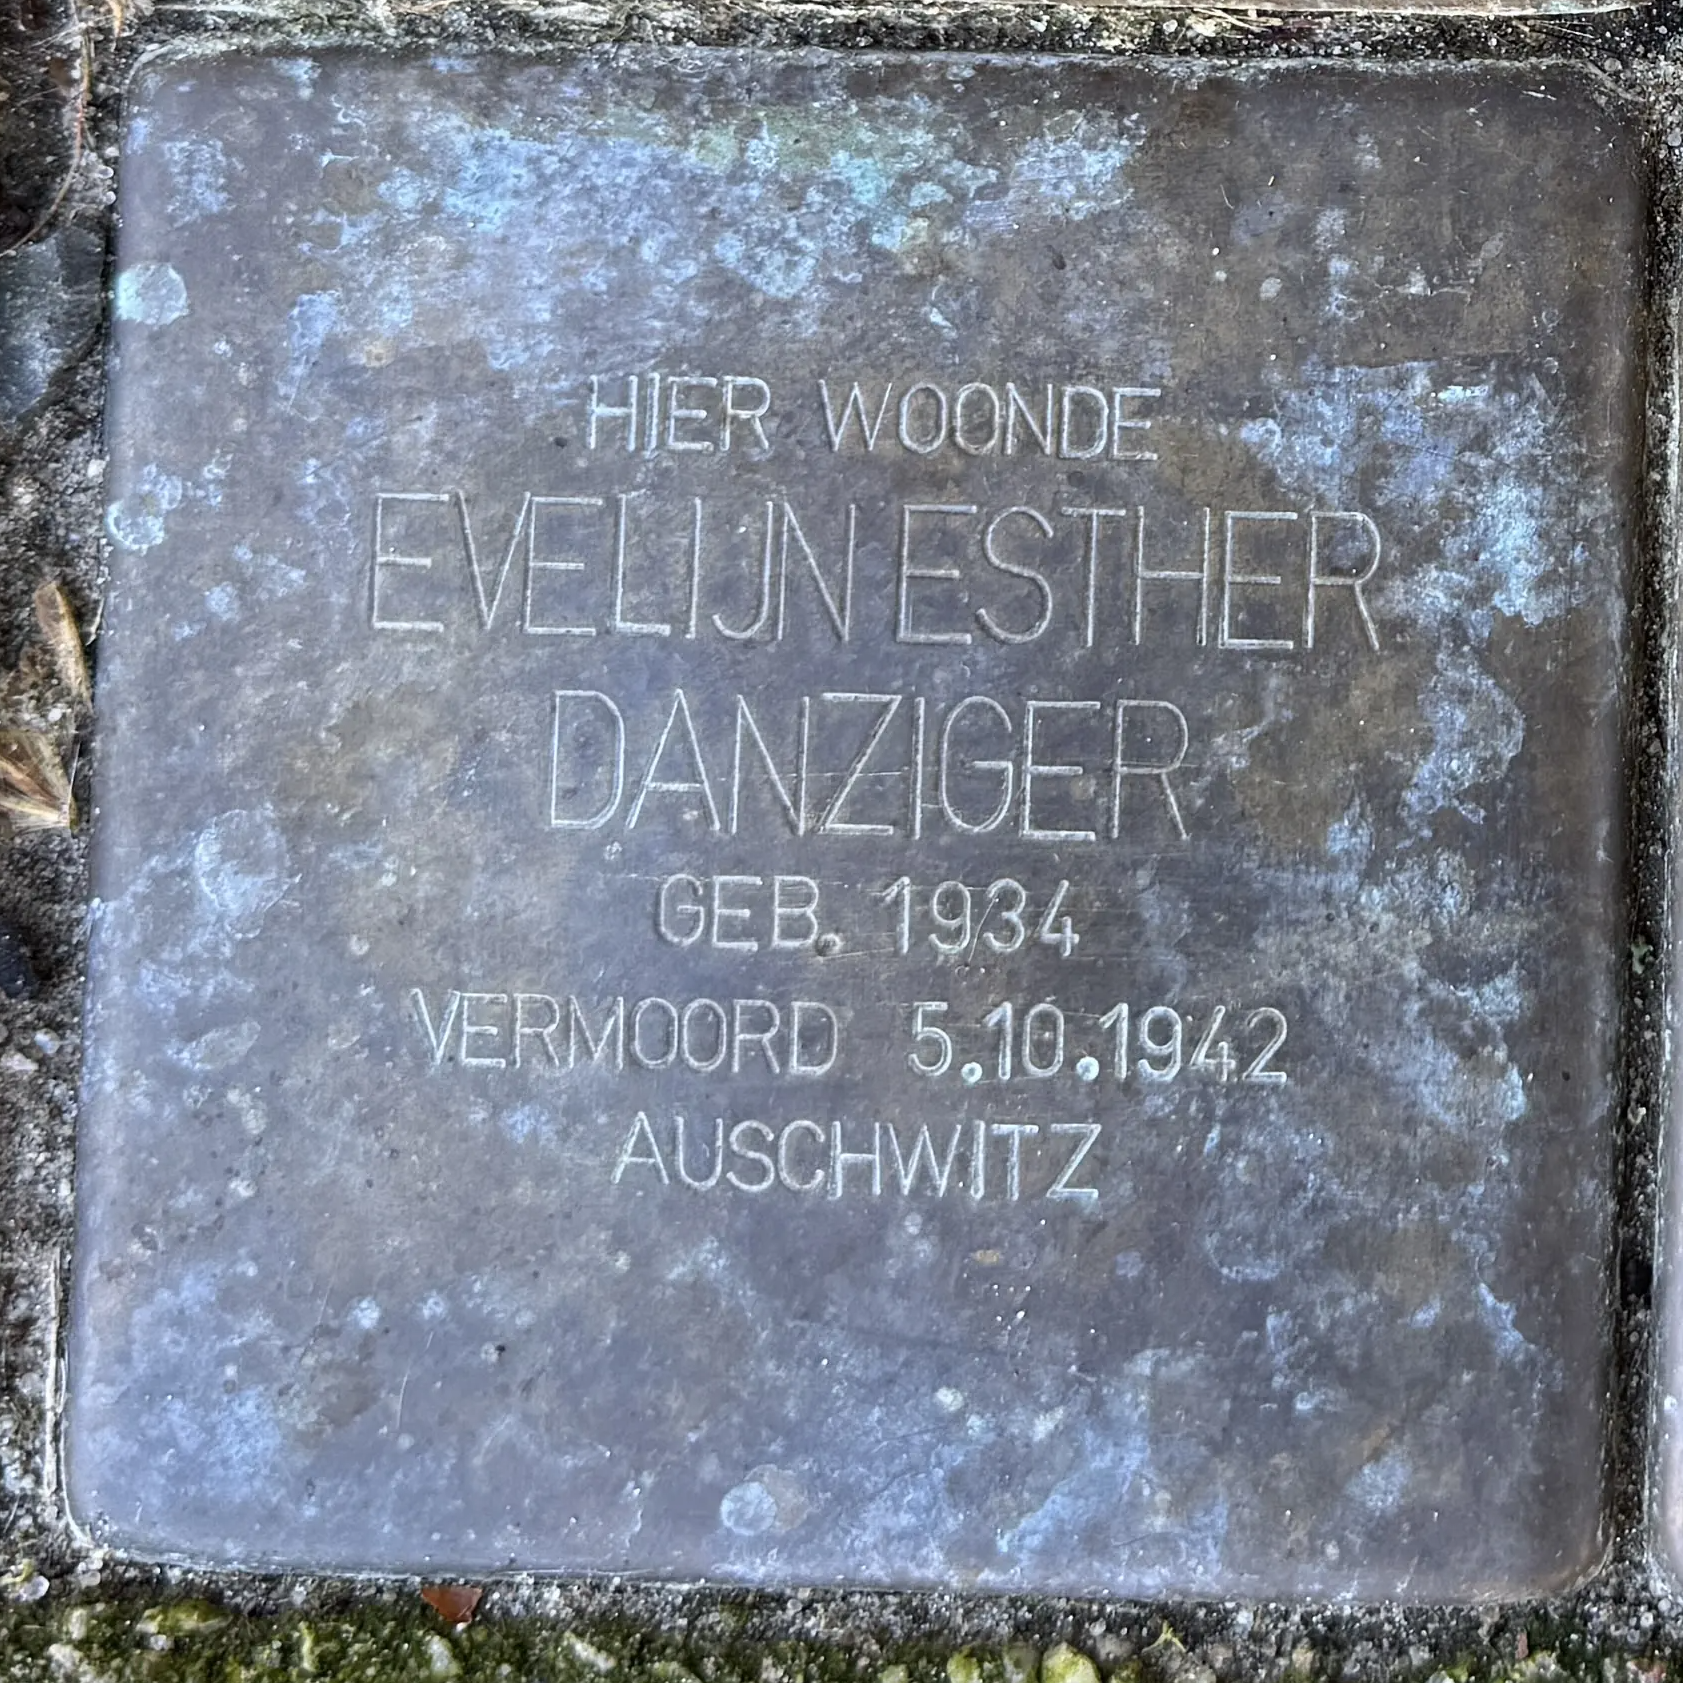 HIER WOONDE
EVELIJN ESTHER
DANZIGER
GEB. 1934
VERMOORD 5.10.1942
AUSCHWITZ